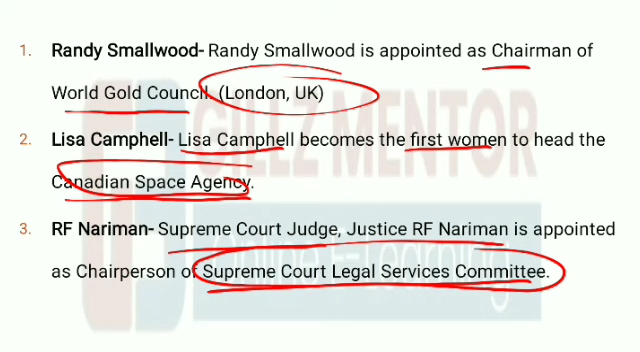 1. Randy Smallwood- Randy Smallwood is appointed as Chairman of
World Gold Council. (London, UK)
2. Lisa Camphell- Lisa Camphell becomes the first women to head the
Canadian Space Agency.
3. RF Nariman- Supreme Court Judge, Justice RF Nariman is appointed
as Chairperson of Supreme Court Legal Services Committee.
MENTOR